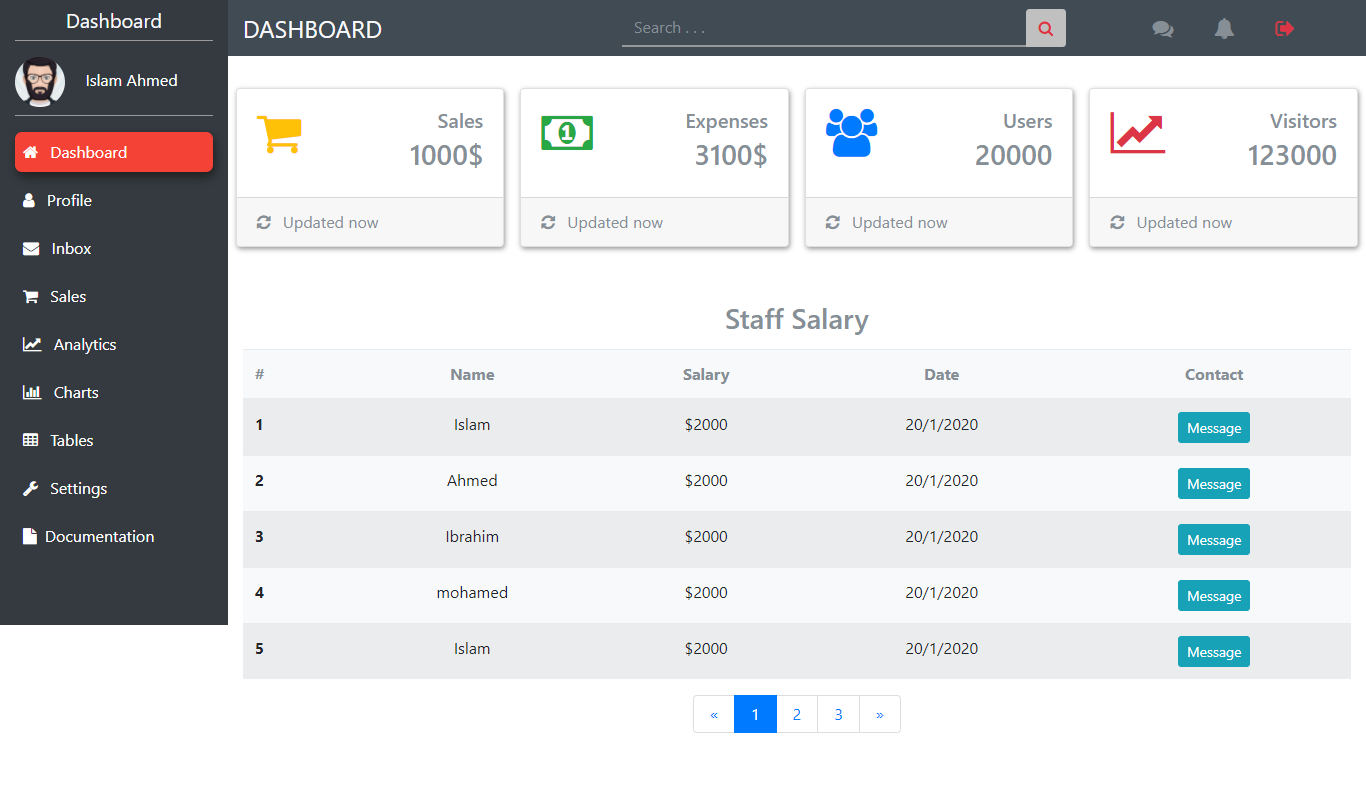 Dashboard
Islam Ahmed
Dashboard
Profile
Inbox
Sales
Analytics
Charts
Tables
Settings
Documentation
DASHBOARD
Search . . .
Sales
1000$
Updated now
1
Expenses
3100$
Updated now
Users
20000
Updated now
Visitors
123000
Updated now
Staff Salary
# Name Salary Date Contact
1 Islam $2000 20/1/2020 Message
2 Ahmed $2000 20/1/2020 Message
3 Ibrahim $2000 20/1/2020 Message
4 mohamed $2000 20/1/2020 Message
5 Islam $2000 20/1/2020 Message
« 1 2 3 »